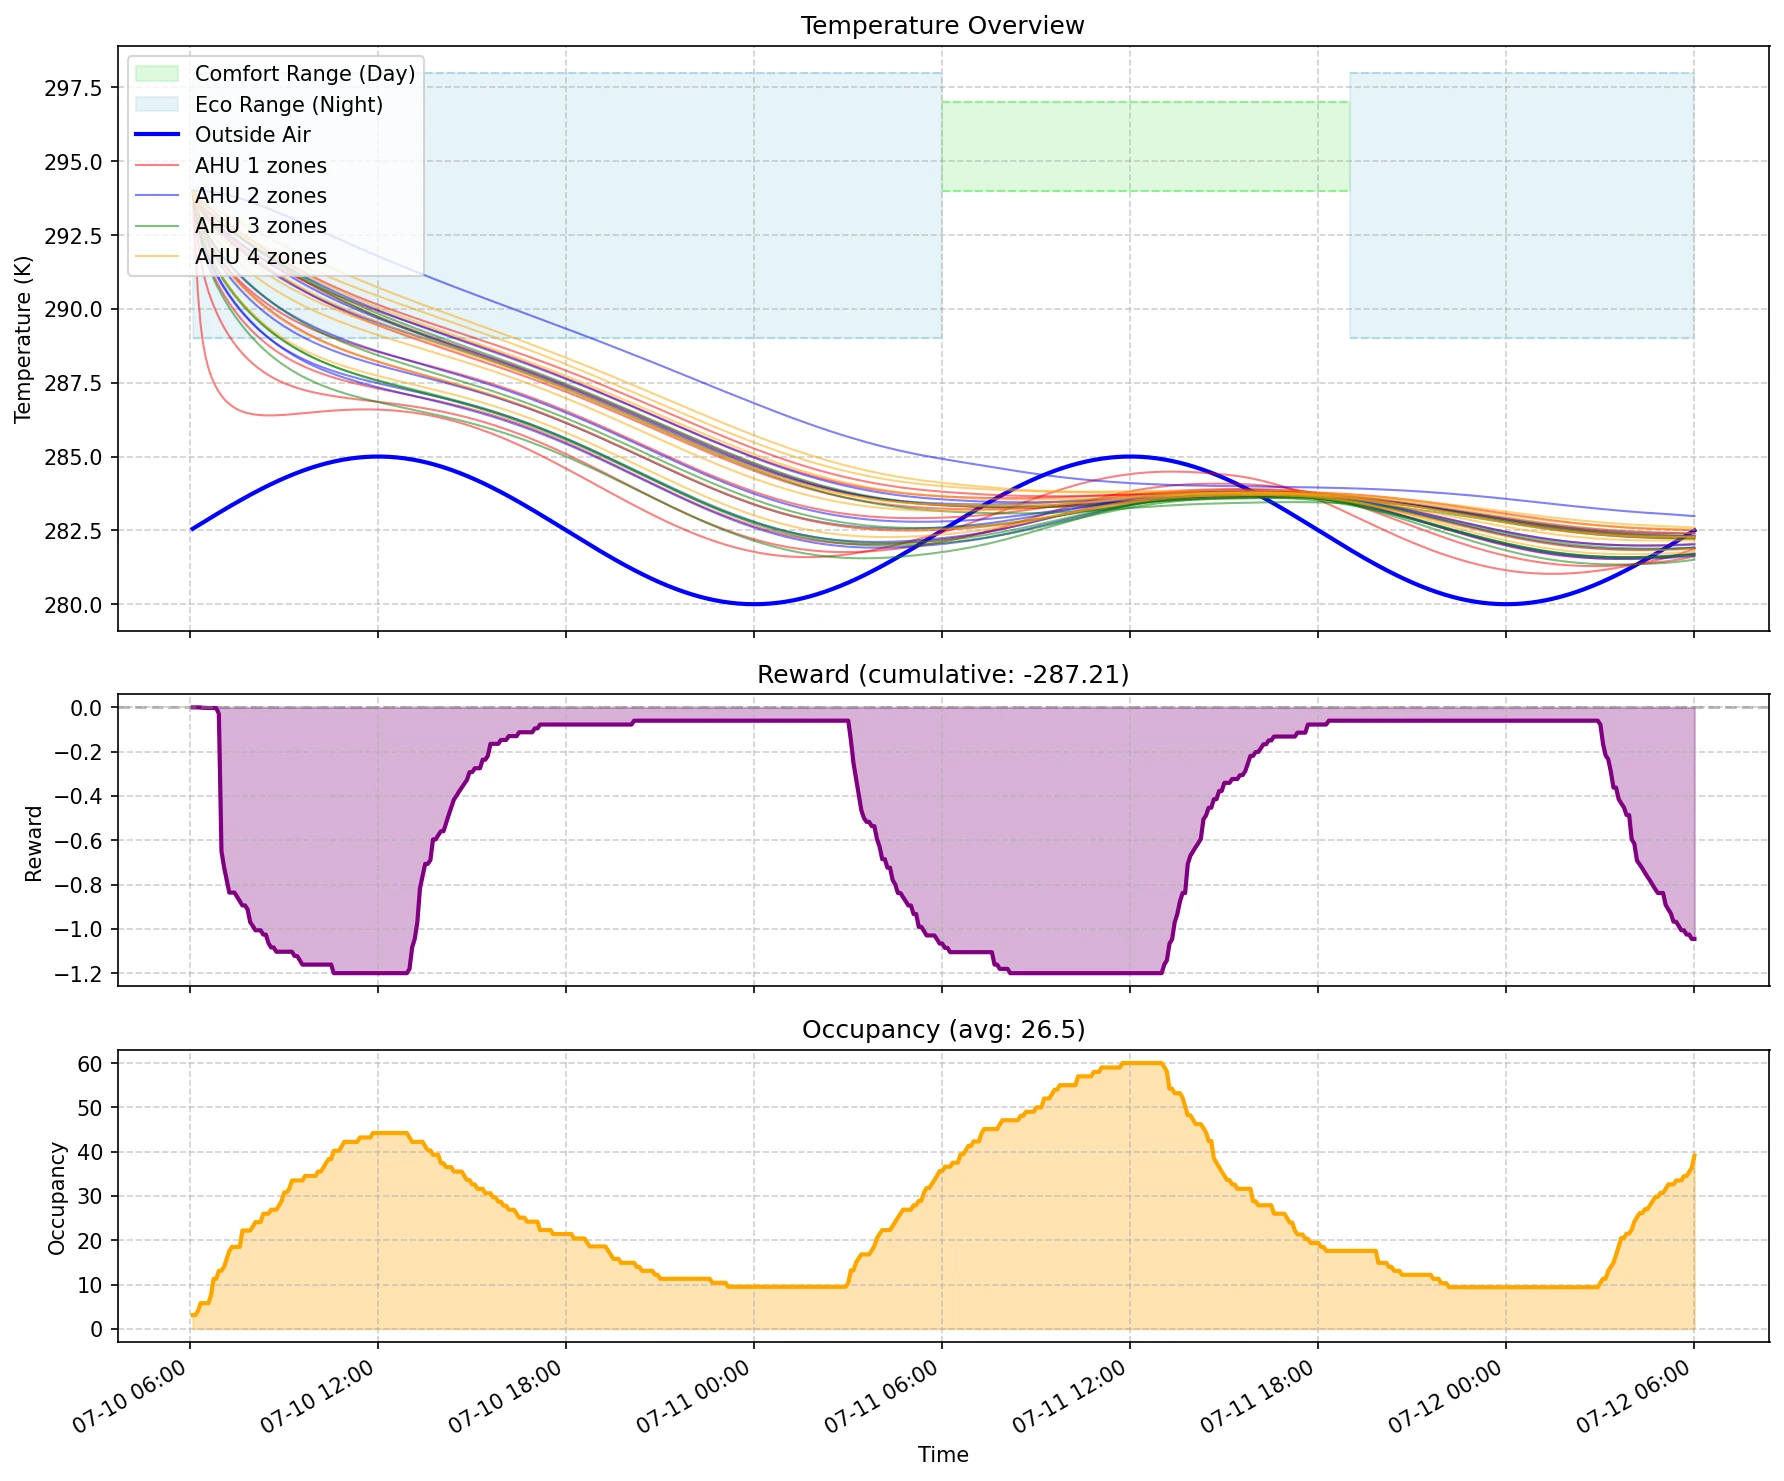 Temperature Overview
Comfort Range (Day)
Eco Range (Night)
Outside Air
AHU 1 zones
AHU 2 zones
AHU 3 zones
AHU 4 zones
297.5
295.0
292.5
290.0
287.5
285.0
282.5
280.0
Temperature (K)
Reward (cumulative: -287.21)
0.0
−0.2
−0.4
−0.6
−0.8
−1.0
−1.2
Reward
Occupancy (avg: 26.5)
60
50
40
30
20
10
0
Occupancy
07-10 06:00
07-10 12:00
07-10 18:00
07-11 00:00
07-11 06:00
07-11 12:00
07-11 18:00
07-12 00:00
07-12 06:00
Time